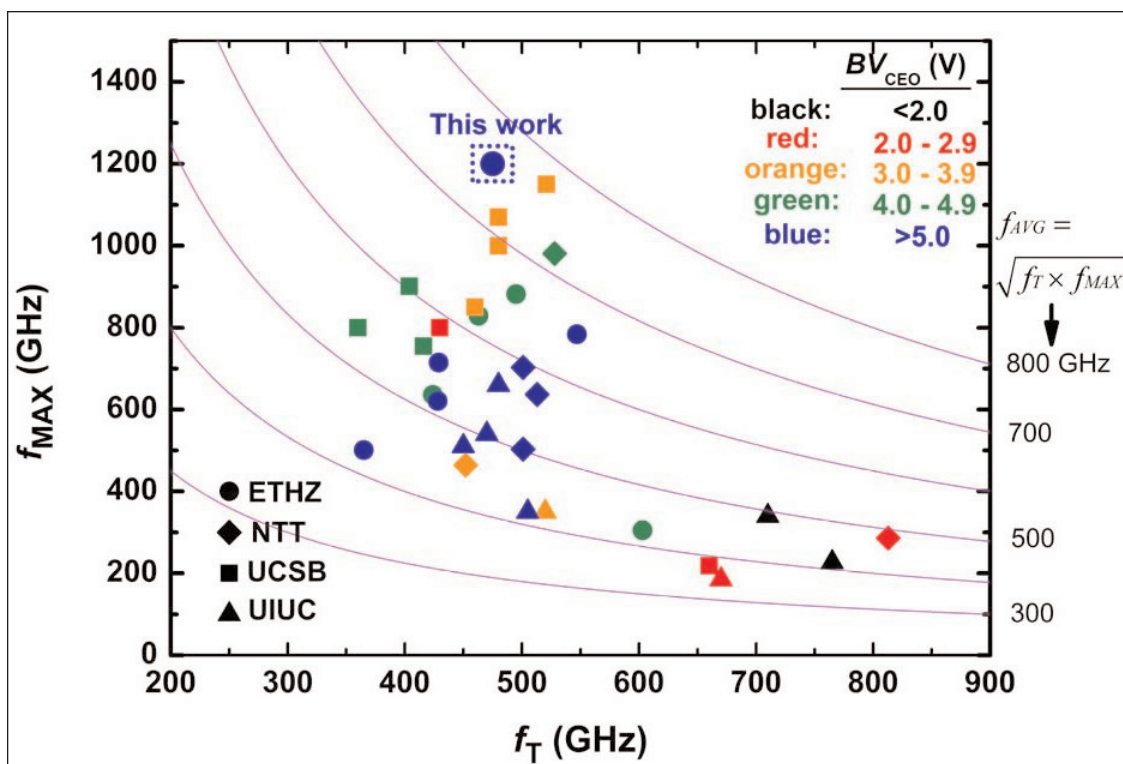 1400
1200
1000
800
600
400
200
0
f_MAX (GHz)
This work
BV_CEO (V)
black: <2.0
red: 2.0 - 2.9
orange: 3.0 - 3.9
green: 4.0 - 4.9
blue: >5.0
f_AVG =
√f_T × f_MAX
800 GHz
700
500
300
ETHZ
NTT
UCSB
UIUC
200 300 400 500 600 700 800 900
f_T (GHz)